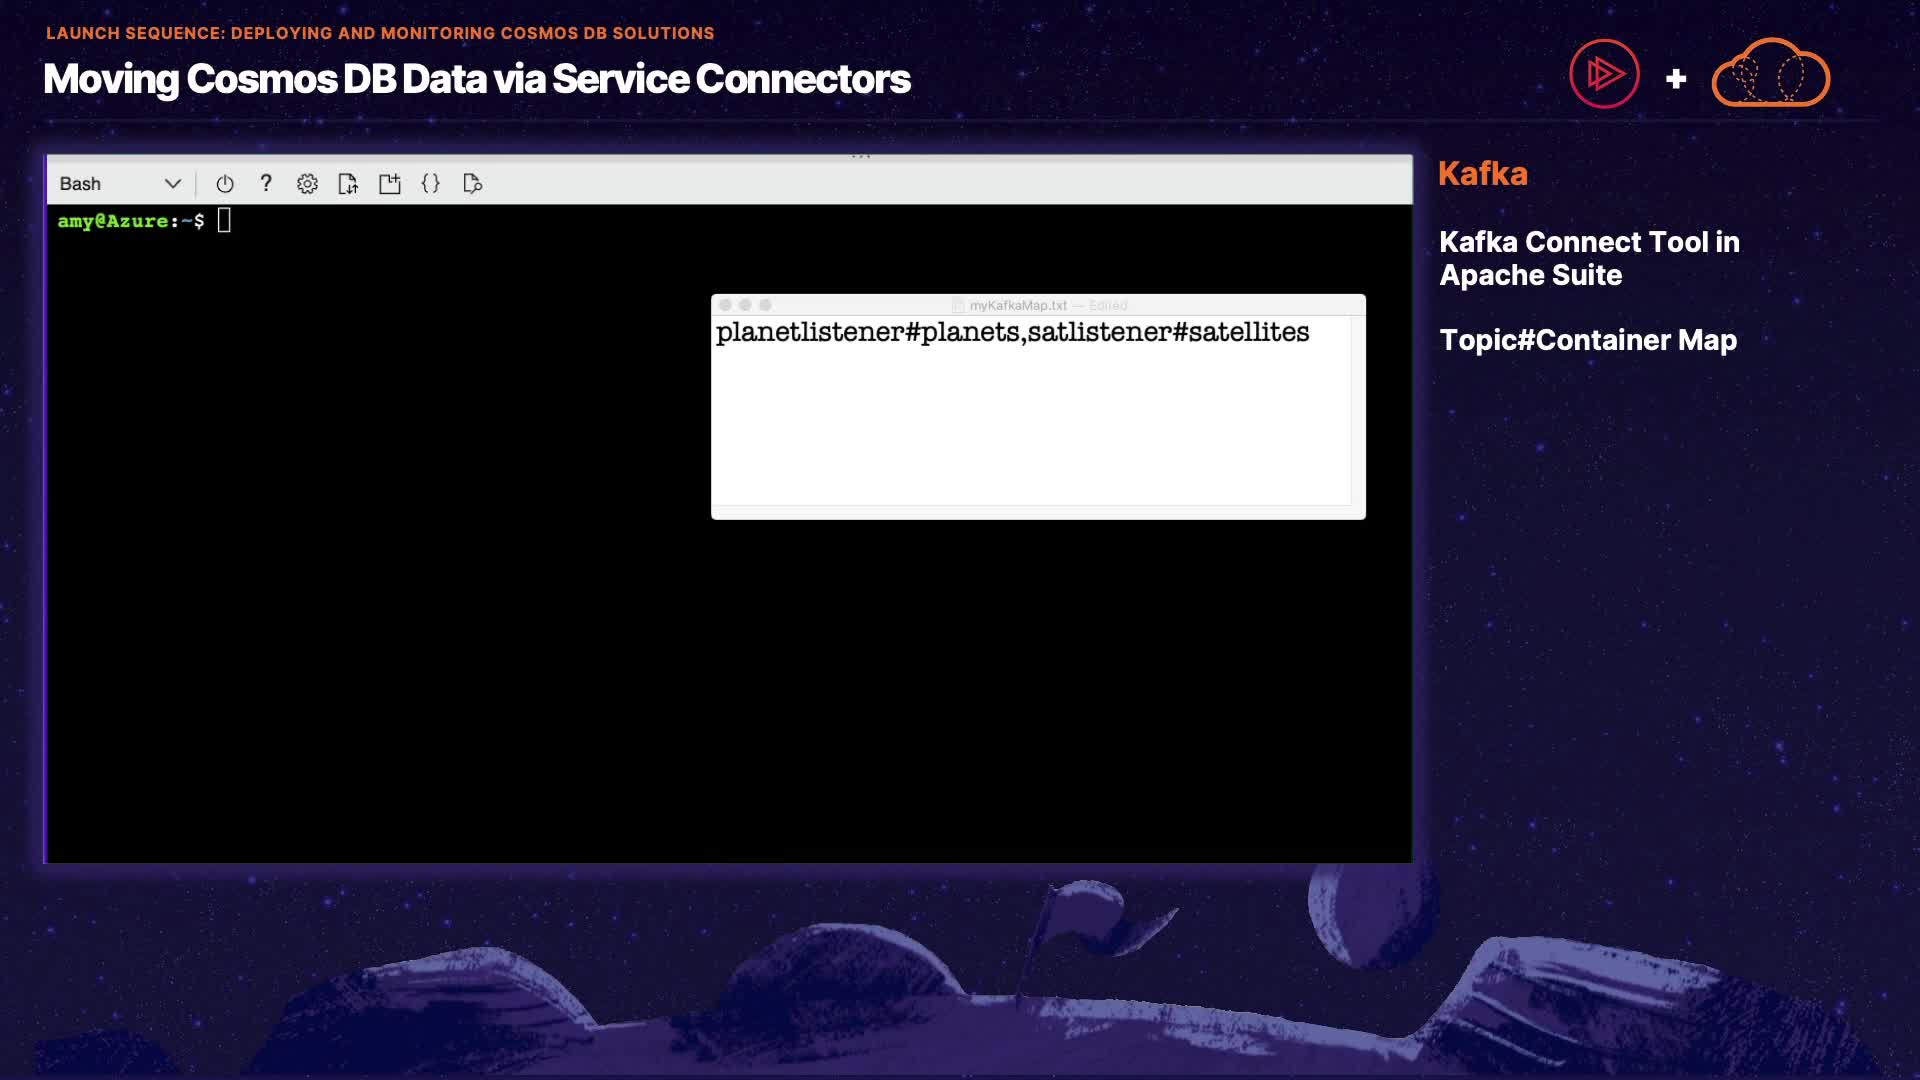 LAUNCH SEQUENCE: DEPLOYING AND MONITORING COSMOS DB SOLUTIONS
Moving Cosmos DB Data via Service Connectors
Bash
amy@Azure:~$
myKafkaMap.txt — Edited
planetlistener#planets,satlistener#satellites
Kafka
Kafka Connect Tool in
Apache Suite
Topic#Container Map